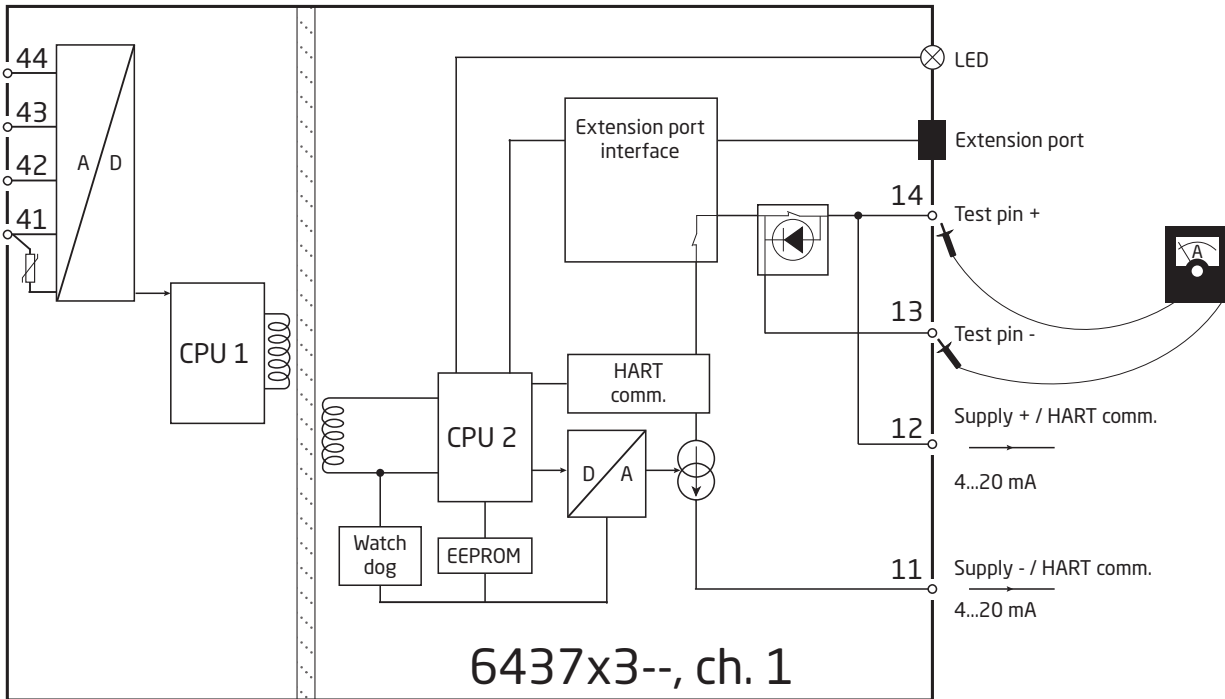 44
43
42
41
A
D
CPU 1
LED
Extension port
interface
Extension port
14
Test pin +
A
13
Test pin -
HART
comm.
CPU 2
12
Supply + / HART comm.
4...20 mA
D
A
Watch
dog
EEPROM
11
Supply - / HART comm.
4...20 mA
6437x3--, ch. 1